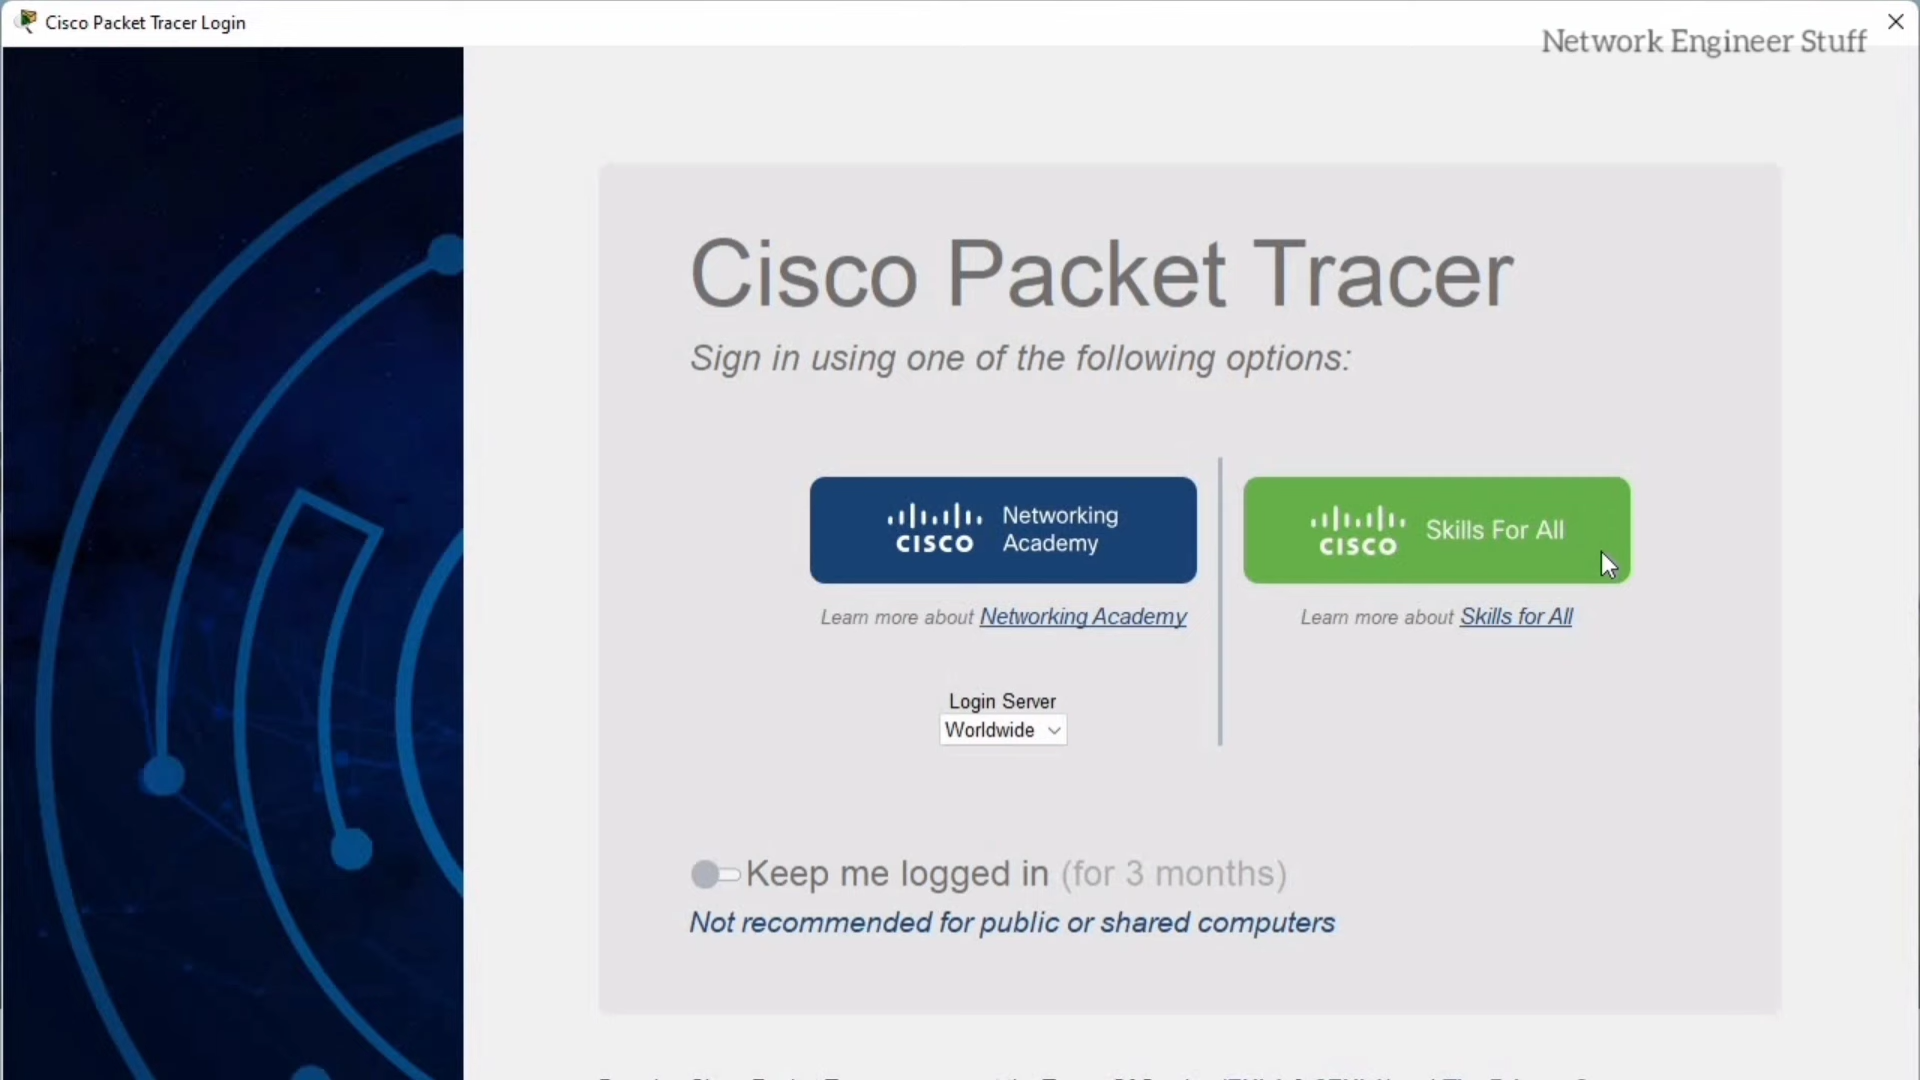 Cisco Packet Tracer Login
Network Engineer Stuff
Cisco Packet Tracer
Sign in using one of the following options:
CISCO Networking Academy
CISCO Skills For All
Learn more about Networking Academy
Learn more about Skills for All
Login Server
Worldwide
Keep me logged in (for 3 months)
Not recommended for public or shared computers